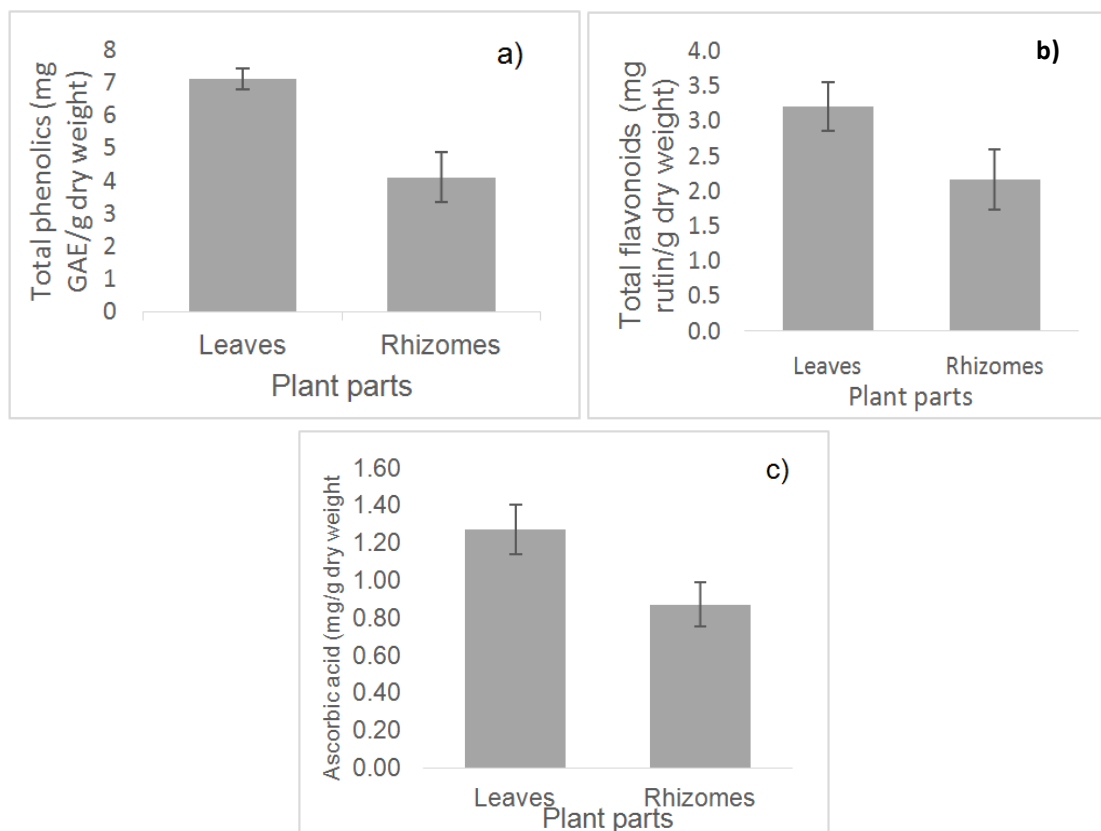 a)
Total phenolics (mg
GAE/g dry weight)
8
7
6
5
4
3
2
1
0
Leaves
Rhizomes
Plant parts
b)
Total flavonoids (mg
rutin/g dry weight)
4.0
3.5
3.0
2.5
2.0
1.5
1.0
0.5
0.0
Leaves
Rhizomes
Plant parts
c)
Ascorbic acid (mg/g dry weight
1.60
1.40
1.20
1.00
0.80
0.60
0.40
0.20
0.00
Leaves
Rhizomes
Plant parts